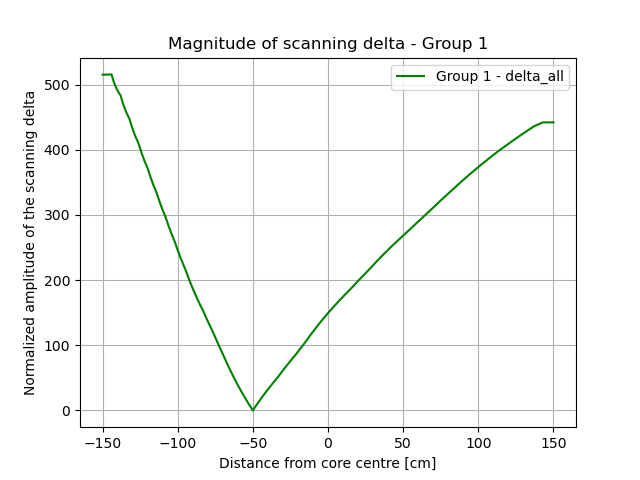 Magnitude of scanning delta - Group 1
Group 1 - delta_all
Normalized amplitude of the scanning delta
500
400
300
200
100
0
−150 −100 −50 0 50 100 150
Distance from core centre [cm]